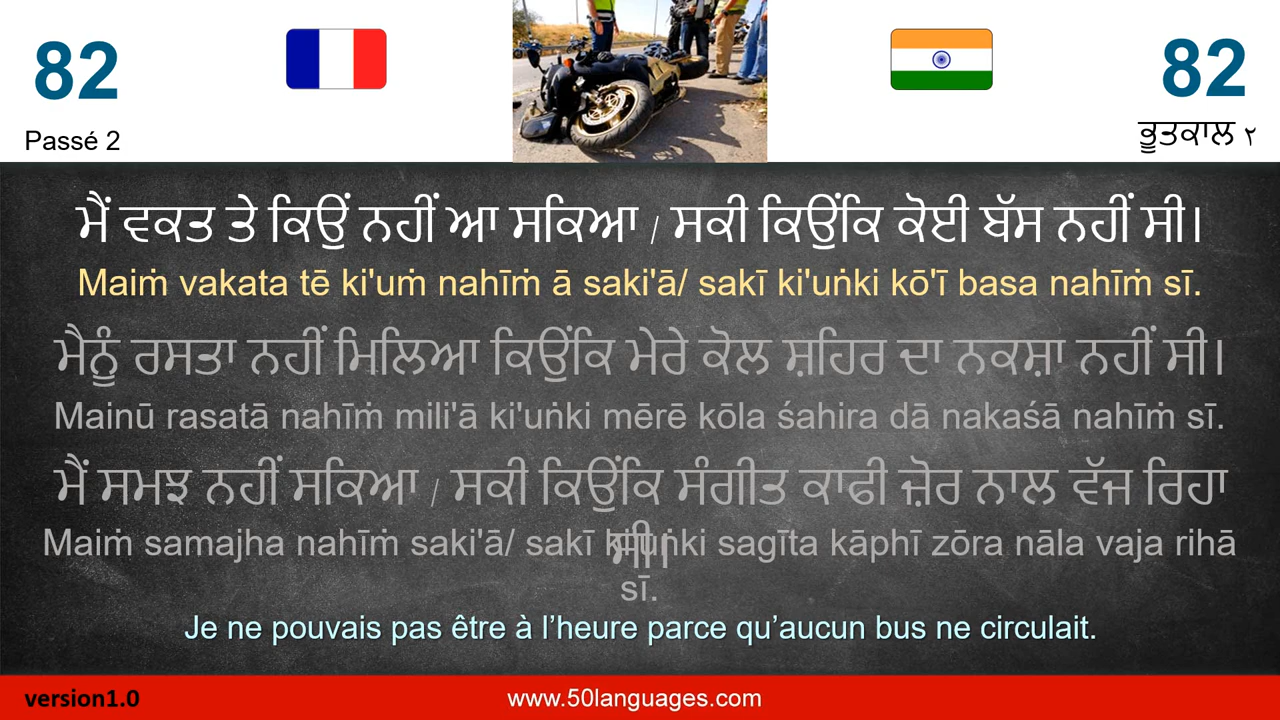 82
82
Passé 2
ਭੂਤਕਾਲ ੨
ਮੈਂ ਵਕਤ ਤੇ ਕਿਉਂ ਨਹੀਂ ਆ ਸਕਿਆ / ਸਕੀ ਕਿਉਂਕਿ ਕੋਈ ਬੱਸ ਨਹੀਂ ਸੀ।
Maiṁ vakata tē ki'uṁ nahīṁ ā saki'ā/ sakī ki'uṅki kō'ī basa nahīṁ sī.
ਮੈਨੂੰ ਰਸਤਾ ਨਹੀਂ ਮਿਲਿਆ ਕਿਉਂਕਿ ਮੇਰੇ ਕੋਲ ਸ਼ਹਿਰ ਦਾ ਨਕਸ਼ਾ ਨਹੀਂ ਸੀ।
Mainū rasatā nahīṁ mili'ā ki'uṅki mērē kōla śahira dā nakaśā nahīṁ sī.
ਮੈਂ ਸਮਝ ਨਹੀਂ ਸਕਿਆ / ਸਕੀ ਕਿਉਂਕਿ ਸੰਗੀਤ ਕਾਫੀ ਜ਼ੋਰ ਨਾਲ ਵੱਜ ਰਿਹਾ
ਸੀ।
Maiṁ samajha nahīṁ saki'ā/ sakī ki'uṅki sagīta kāphī zōra nāla vaja rihā
sī.
Je ne pouvais pas être à l’heure parce qu’aucun bus ne circulait.
version1.0
www.50languages.com